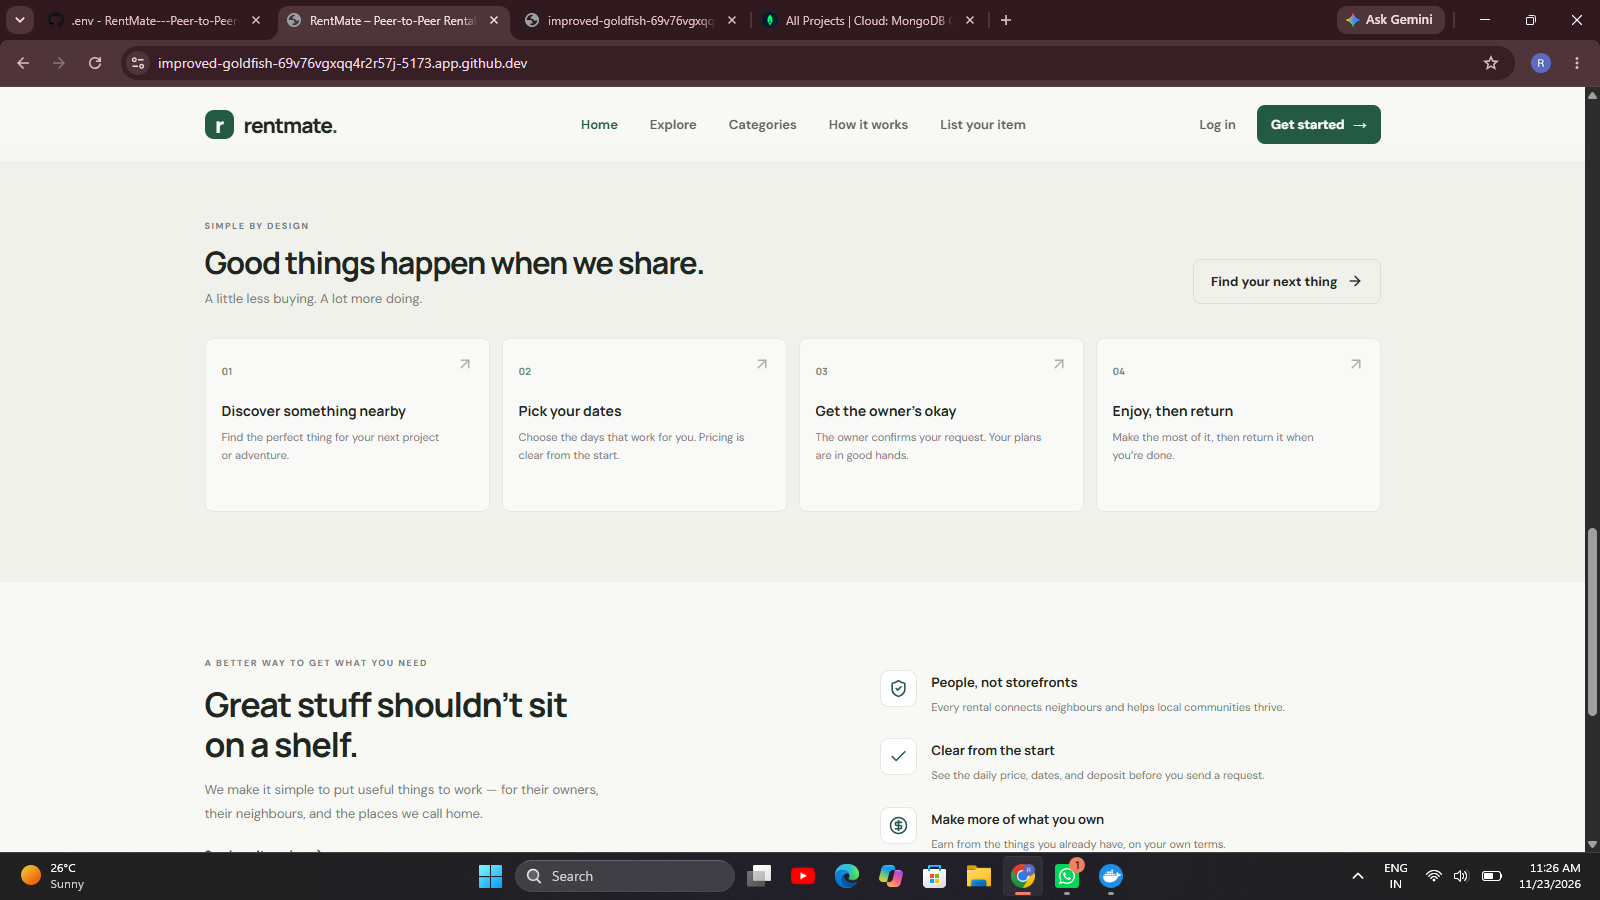 .env - RentMate---Peer-to-Peer
RentMate – Peer-to-Peer Rental
improved-goldfish-69v76vgxqq
All Projects | Cloud: MongoDB
Ask Gemini
improved-goldfish-69v76vgxqq4r2r57j-5173.app.github.dev
R
r rentmate.
Home
Explore
Categories
How it works
List your item
Log in
Get started →
SIMPLE BY DESIGN
Good things happen when we share.
A little less buying. A lot more doing.
Find your next thing →
01
Discover something nearby
Find the perfect thing for your next project
or adventure.
02
Pick your dates
Choose the days that work for you. Pricing is
clear from the start.
03
Get the owner's okay
The owner confirms your request. Your plans
are in good hands.
04
Enjoy, then return
Make the most of it, then return it when
you're done.
A BETTER WAY TO GET WHAT YOU NEED
Great stuff shouldn't sit
on a shelf.
We make it simple to put useful things to work — for their owners,
their neighbours, and the places we call home.
People, not storefronts
Every rental connects neighbours and helps local communities thrive.
Clear from the start
See the daily price, dates, and deposit before you send a request.
Make more of what you own
Earn from the things you already have, on your own terms.
26°C
Sunny
Search
1
ENG
IN
11:26 AM
11/23/2026